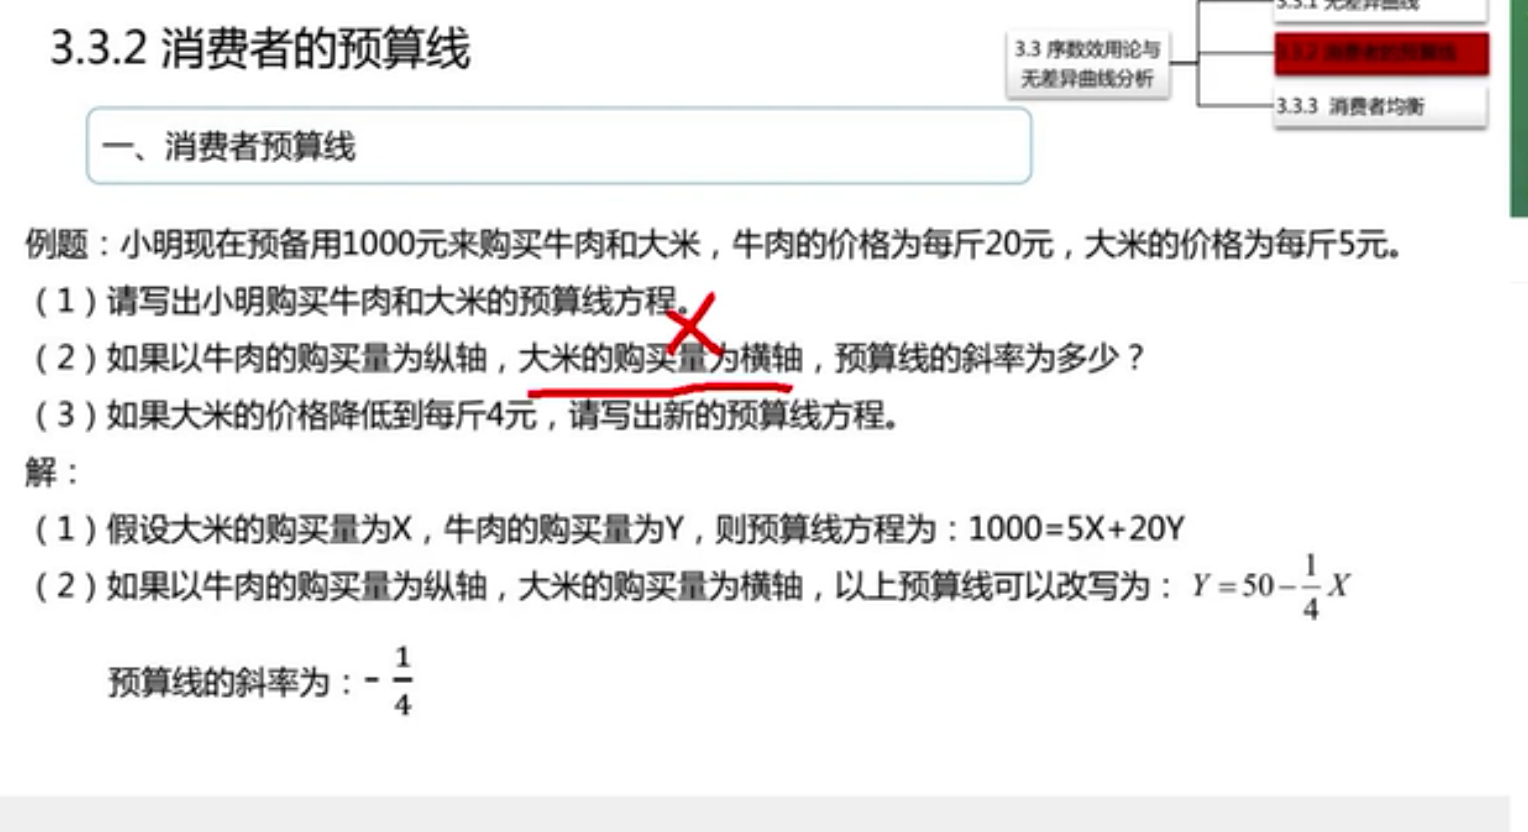 3.3.2 消费者的预算线
3.3 序数效用论与
无差异曲线分析
3.3.1 无差异曲线
3.3.2 消费者的预算线
3.3.3 消费者均衡
一、消费者预算线
例题：小明现在预备用1000元来购买牛肉和大米，牛肉的价格为每斤20元，大米的价格为每斤5元。
（1）请写出小明购买牛肉和大米的预算线方程。
（2）如果以牛肉的购买量为纵轴，大米的购买量为横轴，预算线的斜率为多少？
（3）如果大米的价格降低到每斤4元，请写出新的预算线方程。
解：
（1）假设大米的购买量为X，牛肉的购买量为Y，则预算线方程为：1000=5X+20Y
（2）如果以牛肉的购买量为纵轴，大米的购买量为横轴，以上预算线可以改写为： Y=50-1/4 X
预算线的斜率为：- 1/4
X